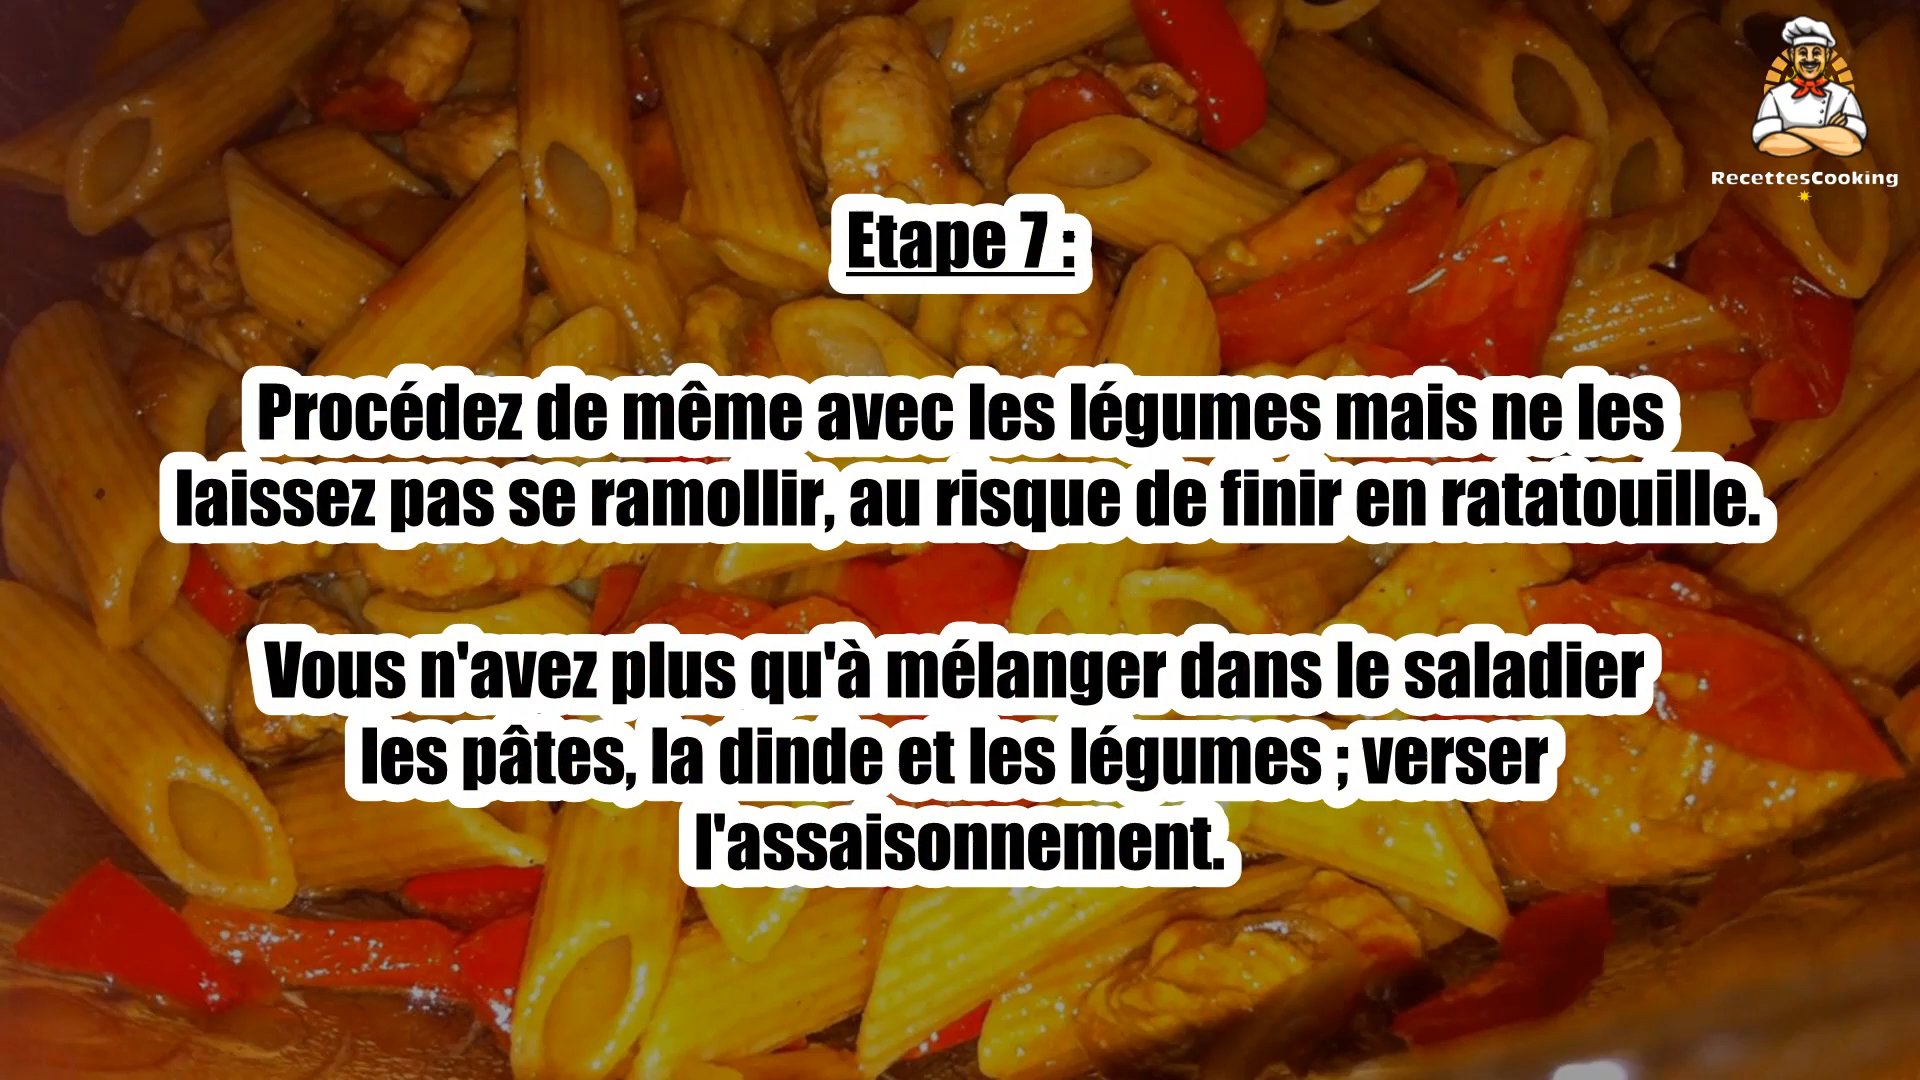 RecettesCooking
Etape 7 :
Procédez de même avec les légumes mais ne les
laissez pas se ramollir, au risque de finir en ratatouille.
Vous n'avez plus qu'à mélanger dans le saladier
les pâtes, la dinde et les légumes ; verser
l'assaisonnement.